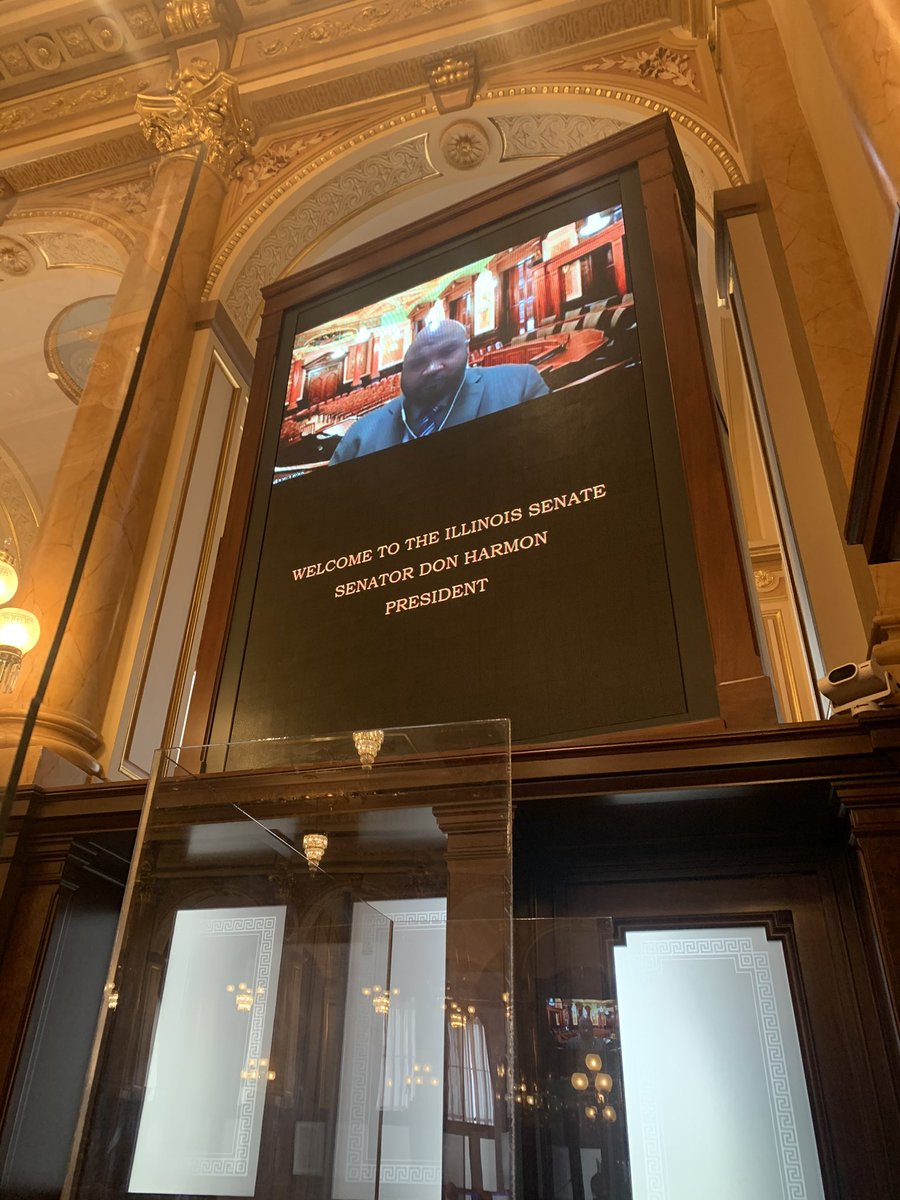 WELCOME TO THE ILLINOIS SENATE
SENATOR DON HARMON
PRESIDENT